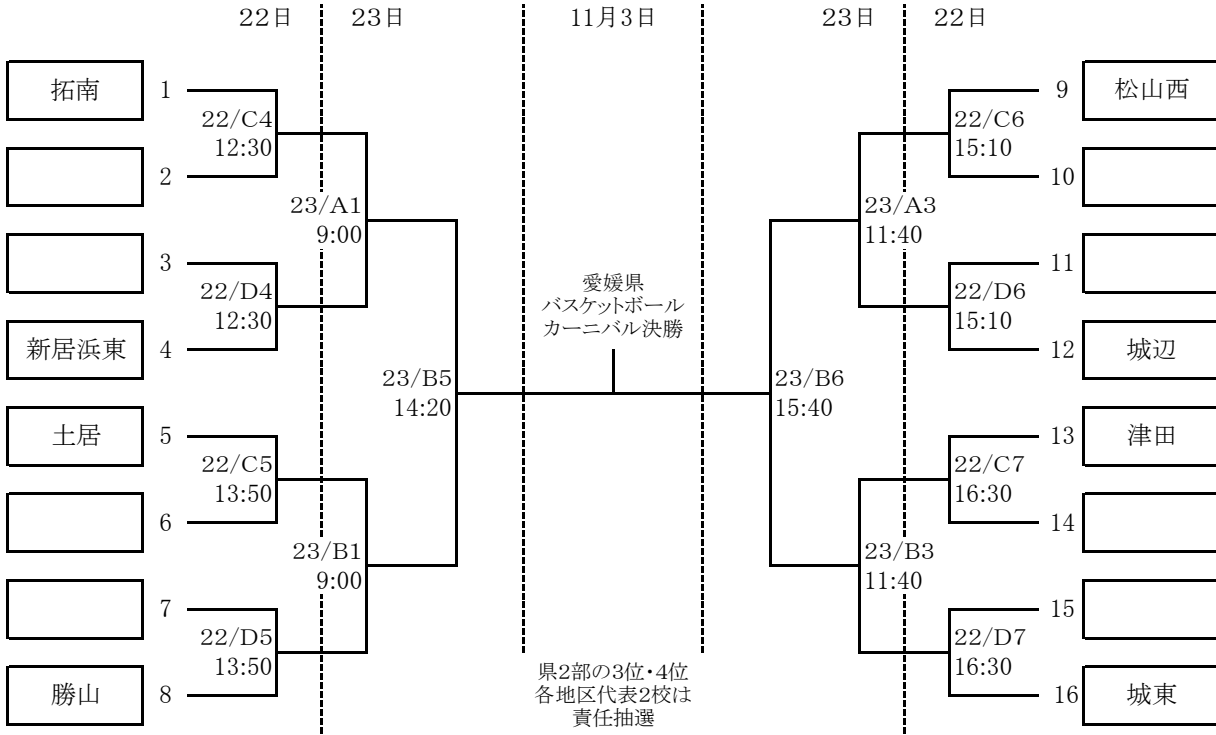 22日 23日 11月3日 23日 22日
拓南 1
22/C4
12:30
2
23/A1
9:00
3
22/D4
12:30
新居浜東 4
23/B5
14:20
土居 5
22/C5
13:50
6
23/B1
9:00
7
22/D5
13:50
勝山 8
愛媛県
バスケットボール
カーニバル決勝
県2部の3位・4位
各地区代表2校は
責任抽選
9 松山西
22/C6
15:10
10
23/A3
11:40
11
22/D6
15:10
12 城辺
23/B6
15:40
13 津田
22/C7
16:30
14
23/B3
11:40
15
22/D7
16:30
16 城東